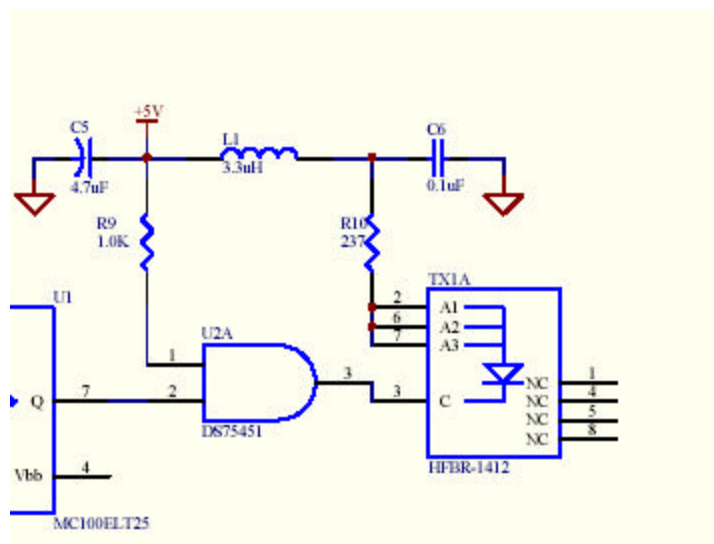 +5V
C5
4.7uF
L1
3.3uH
C6
0.1uF
R9
1.0K
R10
237
TX1A
2
A1
6
A2
7
A3
3
C
NC
1
NC
4
NC
5
NC
8
HFBR-1412
U1
Q
7
Vbb
4
MC100ELT25
U2A
1
2
3
DS75451